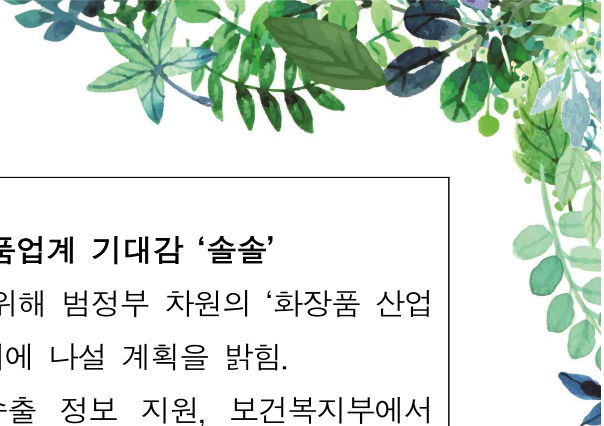 품업계 기대감 ‘솔솔’
위해 범정부 차원의 ‘화장품 산업
에 나설 계획을 밝힘.
수출 정보 지원, 보건복지부에서